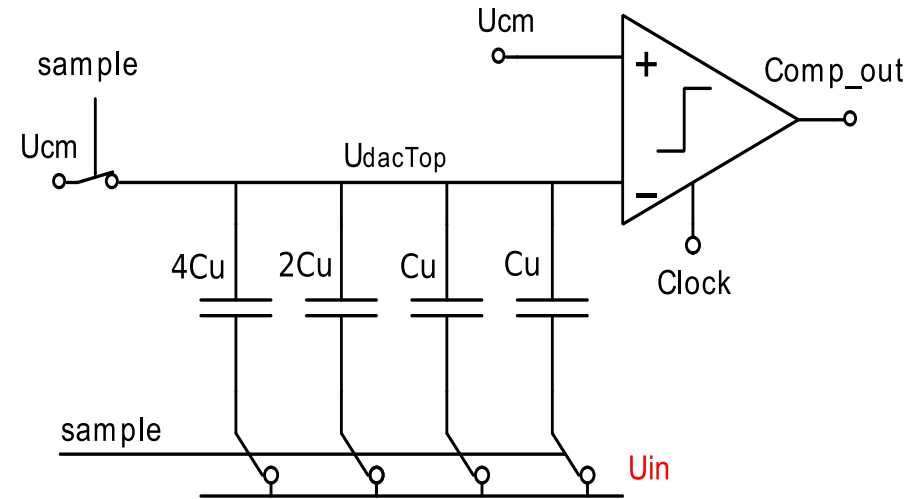 Ucm
sample
Comp_out
Ucm
UdacTop
+
−
4Cu
2Cu
Cu
Cu
Clock
sample
Uin